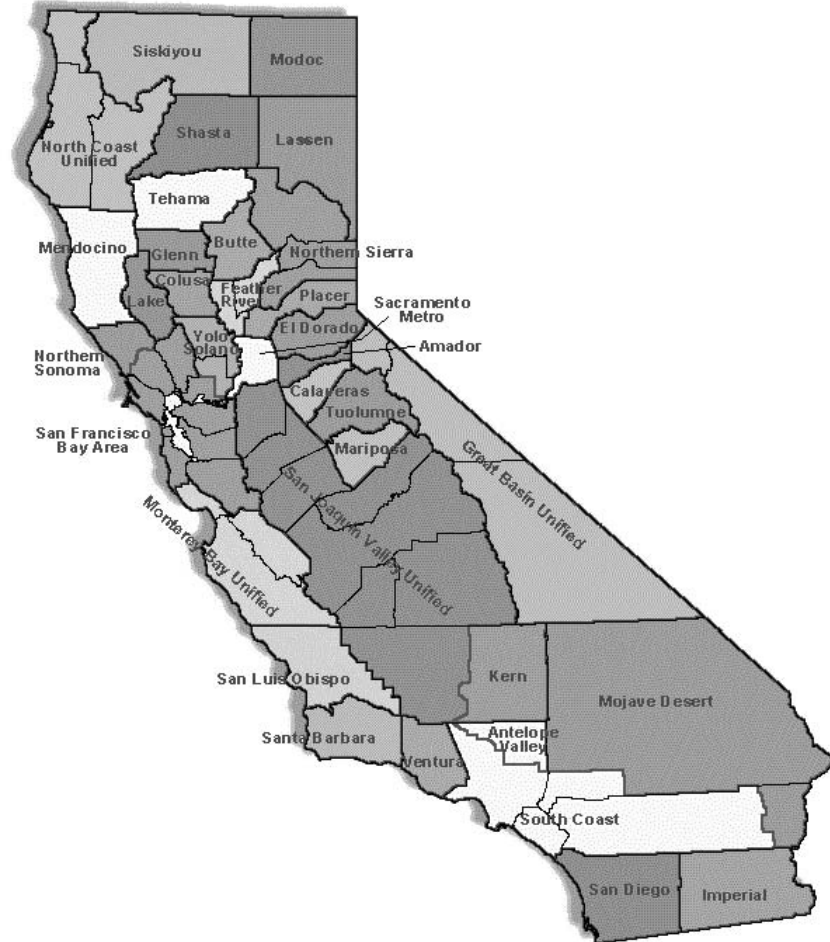 Siskiyou
Modoc
Shasta
Lassen
North Coast
Unified
Tehama
Mendocino
Butte
Glenn
Northern Sierra
Colusa
Feather
River
Lake
Placer
Sacramento
Metro
El Dorado
Yolo
Solano
Amador
Northern
Sonoma
Calaveras
Tuolumne
San Francisco
Bay Area
Mariposa
Great Basin Unified
San Joaquin Valley Unified
Monterey Bay Unified
San Luis Obispo
Kern
Mojave Desert
Santa Barbara
Antelope
Valley
Ventura
South Coast
San Diego
Imperial